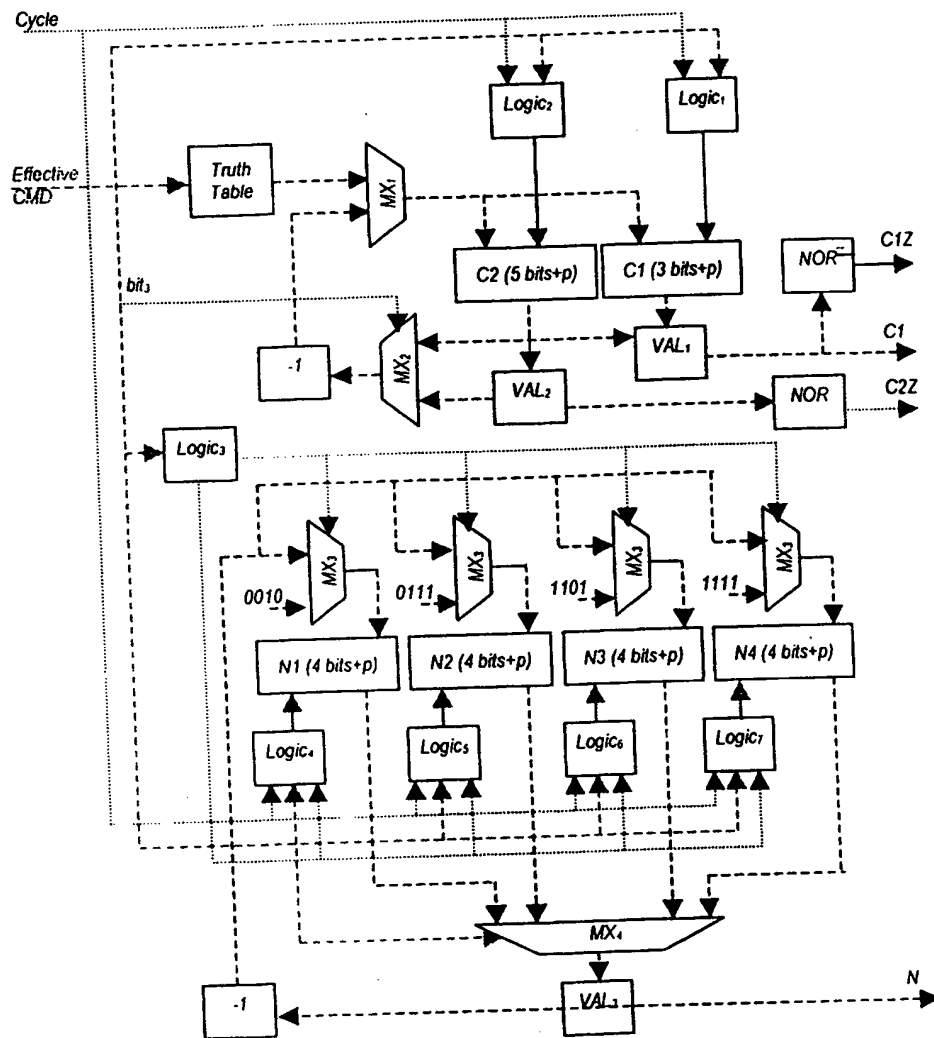 Cycle
Logic₂
Logic₁
Effective
CMD
Truth
Table
MX₁
C2 (5 bits+p)
C1 (3 bits+p)
NOR
C1Z
bit₃
MX₂
-1
VAL₁
C1
VAL₂
NOR
C2Z
Logic₃
MX₃
MX₃
MX₃
MX₃
0010
0111
1101
1111
N1 (4 bits+p)
N2 (4 bits+p)
N3 (4 bits+p)
N4 (4 bits+p)
Logic₄
Logic₅
Logic₆
Logic₇
MX₄
-1
VAL₃
N